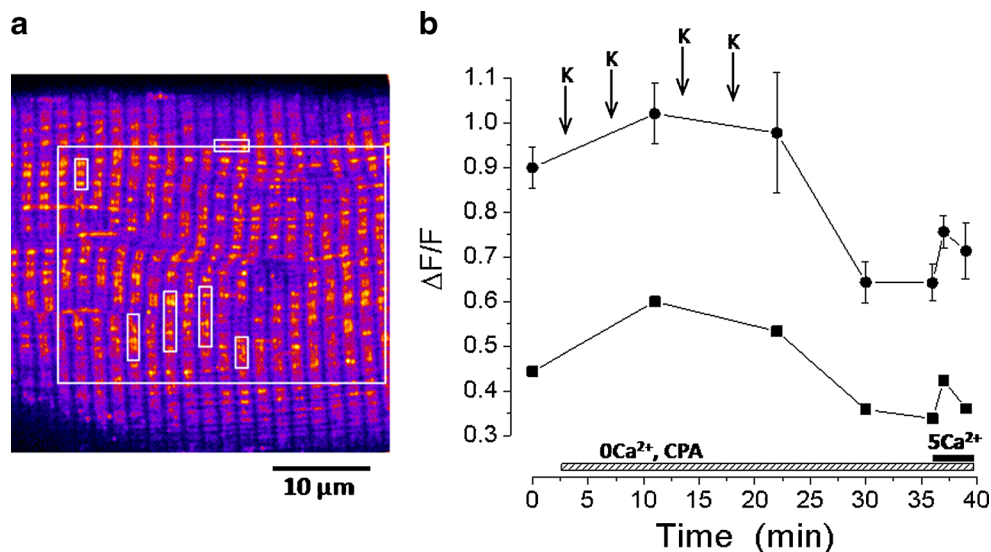 a
10 µm
b
K K K K
ΔF/F
1.1
1.0
0.9
0.8
0.7
0.6
0.5
0.4
0.3
5Ca²⁺
0Ca²⁺, CPA
0 5 10 15 20 25 30 35 40
Time (min)